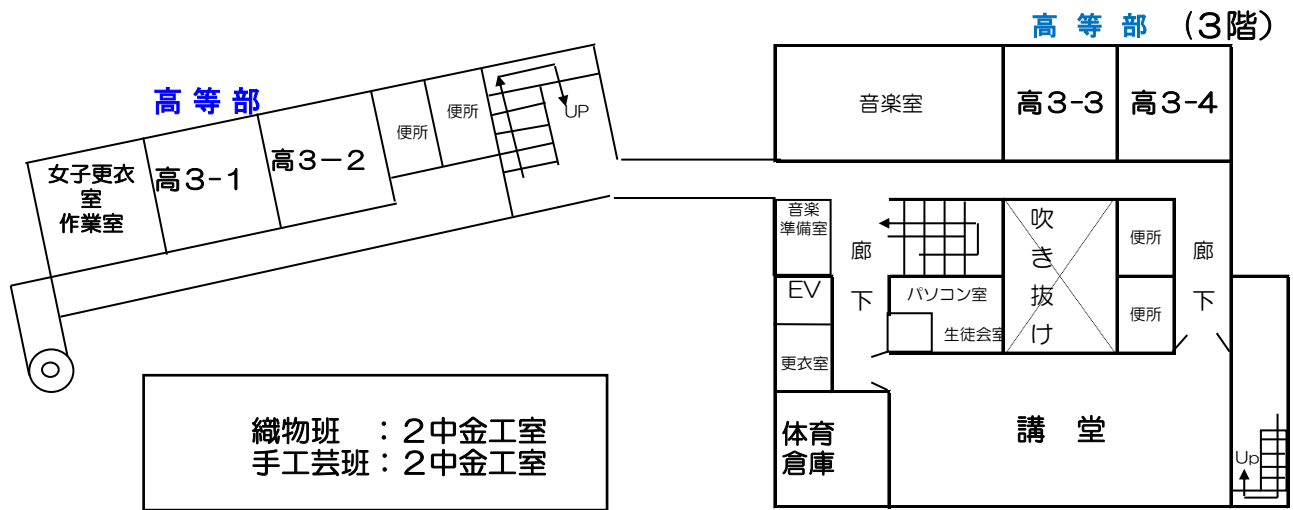 高等部（3階）
高等部
女子更衣
室
作業室
高3-1
高3－2
便所
便所
UP
音楽室
高3-3
高3-4
音楽
準備室
廊
下
EV
更衣室
パソコン室
生徒会室
吹
き
抜
け
便所
便所
廊
下
体育
倉庫
講　堂
Up
織物班　：２中金工室
手工芸班：２中金工室